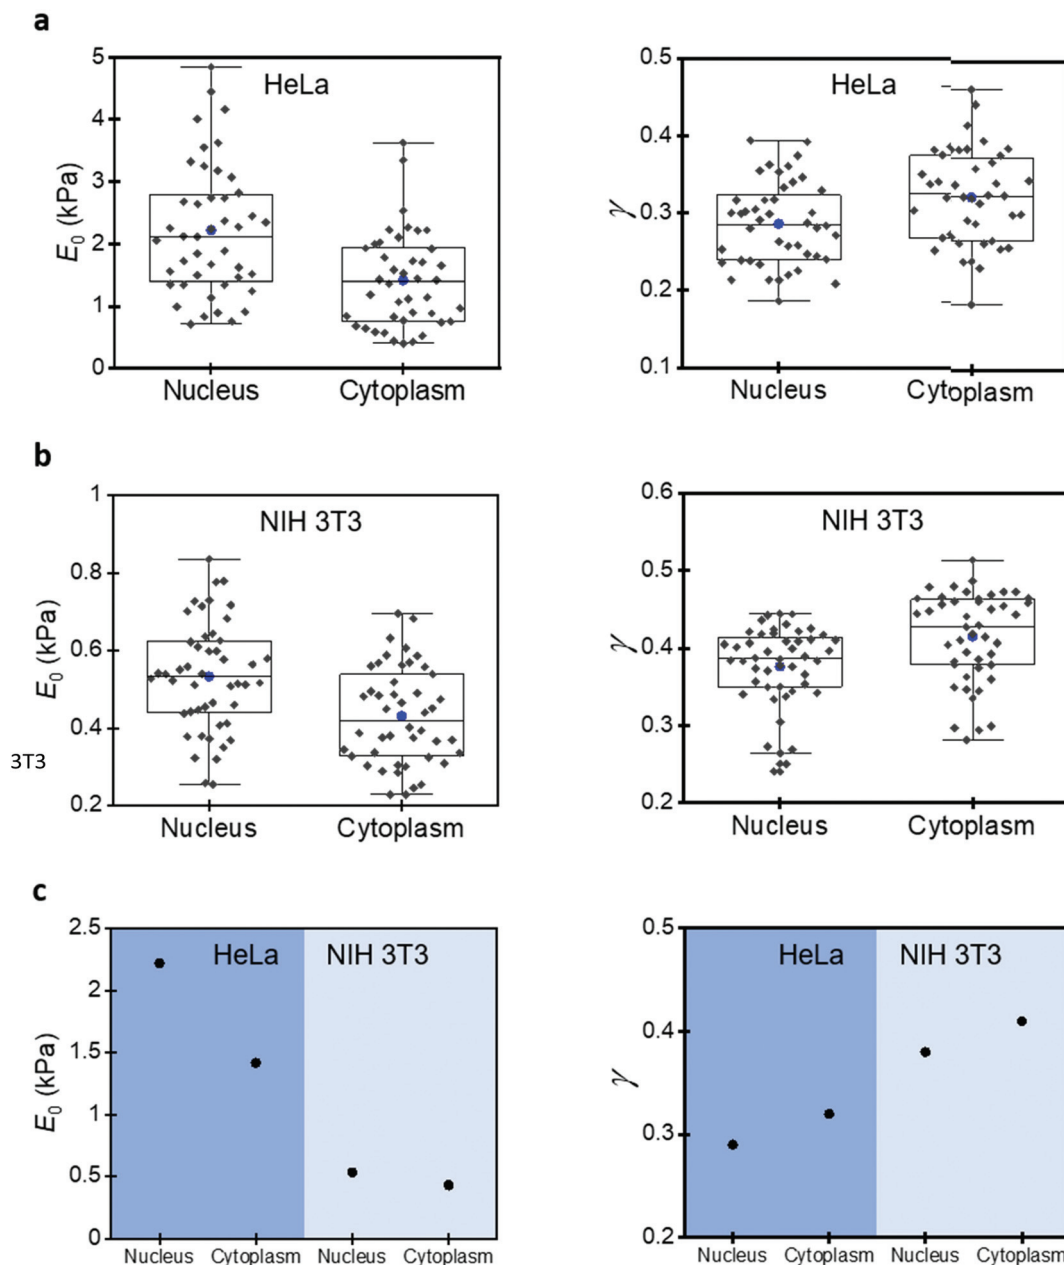 a
HeLa
E0 (kPa)
5
4
3
2
1
0
Nucleus Cytoplasm
HeLa
γ
0.5
0.4
0.3
0.2
0.1
Nucleus Cytoplasm
b
NIH 3T3
E0 (kPa)
1
0.8
0.6
0.4
0.2
3T3
Nucleus Cytoplasm
NIH 3T3
γ
0.6
0.5
0.4
0.3
0.2
Nucleus Cytoplasm
c
HeLa NIH 3T3
E0 (kPa)
2.5
2
1.5
1
0.5
0
Nucleus Cytoplasm Nucleus Cytoplasm
HeLa NIH 3T3
γ
0.5
0.4
0.3
0.2
Nucleus Cytoplasm Nucleus Cytoplasm